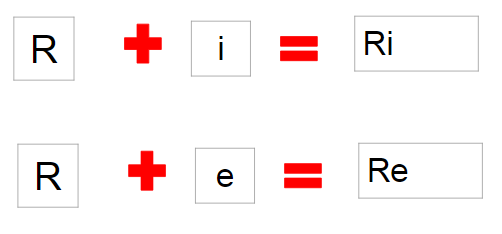 R + i = Ri
R + e = Re